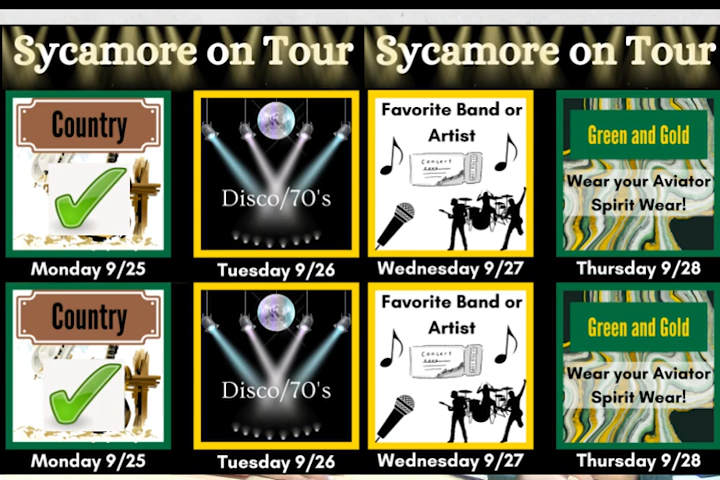 Sycamore on Tour Sycamore on Tour
Country
Disco/70's
Favorite Band or
Artist
Concert
Green and Gold
Wear your Aviator
Spirit Wear!
Monday 9/25
Tuesday 9/26
Wednesday 9/27
Thursday 9/28
Country
Disco/70's
Favorite Band or
Artist
Concert
Green and Gold
Wear your Aviator
Spirit Wear!
Monday 9/25
Tuesday 9/26
Wednesday 9/27
Thursday 9/28